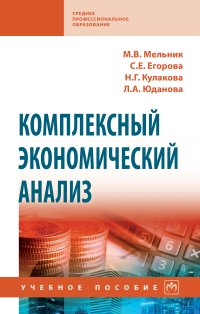 СРЕДНЕЕ
ПРОФЕССИОНАЛЬНОЕ
ОБРАЗОВАНИЕ
М.В. Мельник
С.Е. Егорова
Н.Г. Кулакова
Л.А. Юданова
КОМПЛЕКСНЫЙ
ЭКОНОМИЧЕСКИЙ
АНАЛИЗ
УЧЕБНОЕ ПОСОБИЕ